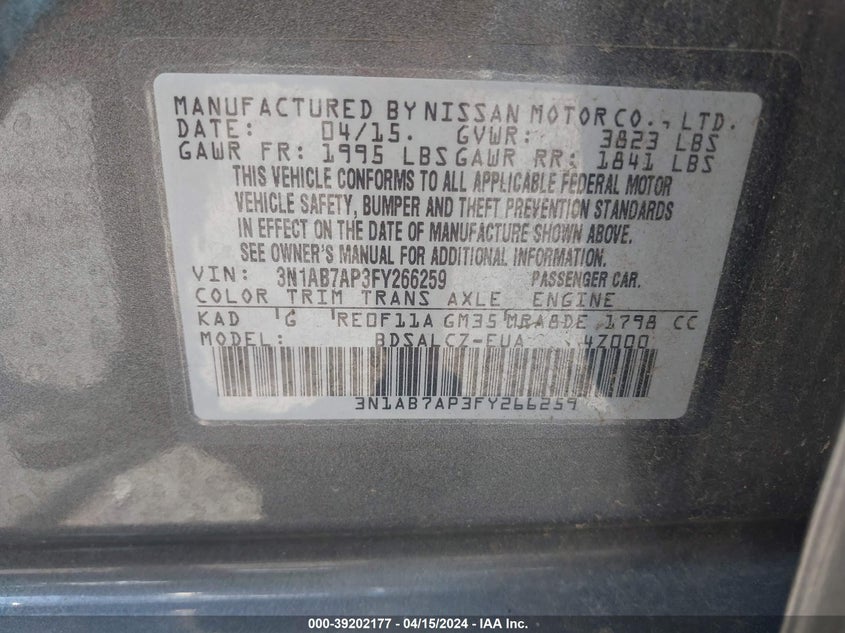 MANUFACTURED BY NISSAN MOTOR CO., LTD.
DATE: 04/15. GVWR: 3823 LBS
GAWR FR: 1995 LBS GAWR RR: 1841 LBS
THIS VEHICLE CONFORMS TO ALL APPLICABLE FEDERAL MOTOR
VEHICLE SAFETY, BUMPER AND THEFT PREVENTION STANDARDS
IN EFFECT ON THE DATE OF MANUFACTURE SHOWN ABOVE.
SEE OWNER'S MANUAL FOR ADDITIONAL INFORMATION.
VIN: 3N1AB7AP3FY266259 PASSENGER CAR.
COLOR TRIM TRANS AXLE ENGINE
KAD G RE0F11A GM35 MRA8DE 1798 CC
MODEL: BDSALCZ-EUA 4Z000
3N1AB7AP3FY266259
000-39202177 - 04/15/2024 - IAA Inc.